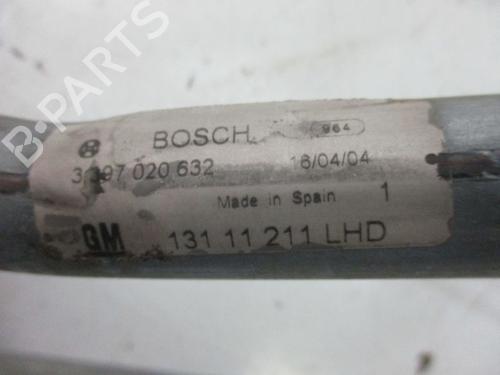 B-PARTS
BOSCH 964
3 397 020 632 16/04/04
Made in Spain 1
GM 131 11 211 LHD